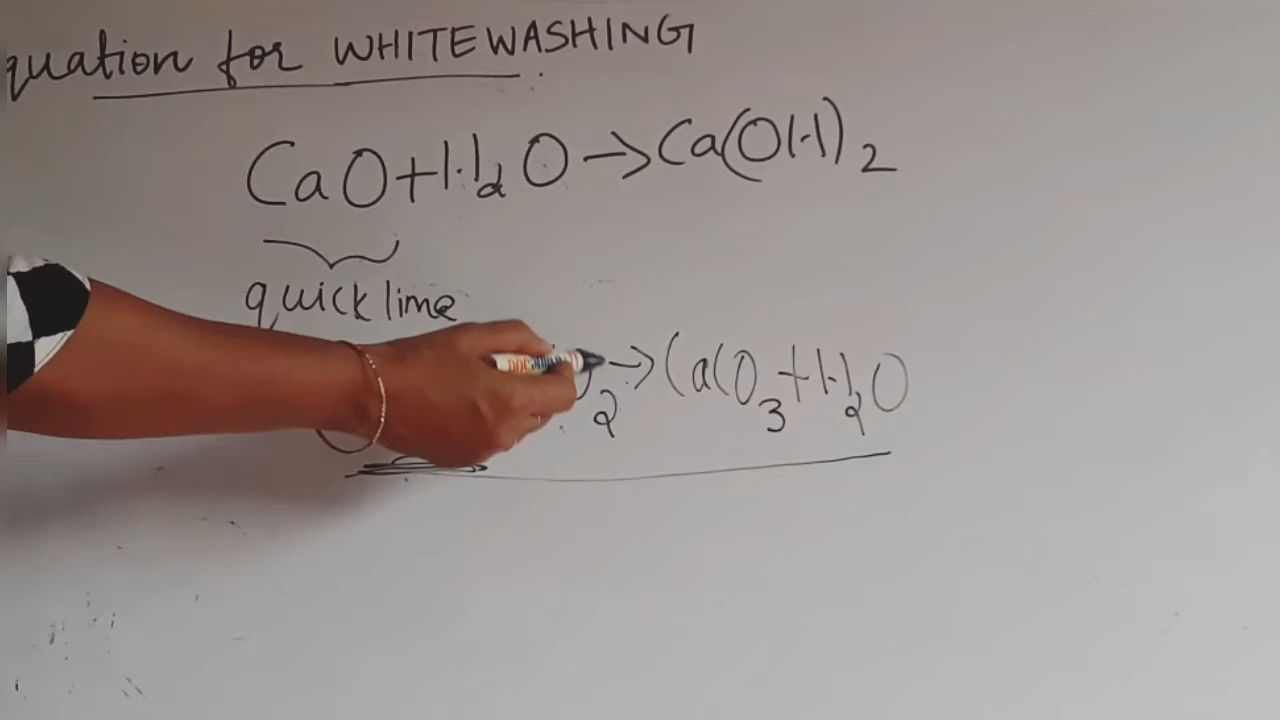 quation for WHITEWASHING
CaO+H₂O→Ca(OH)₂
quick lime
₂→CaCO₃+H₂O